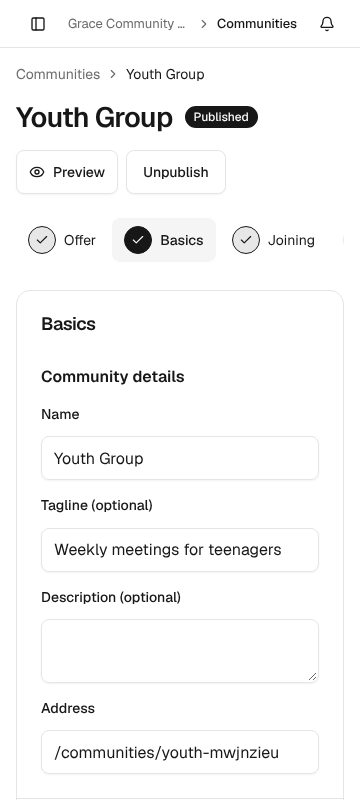 Grace Community ... > Communities
Communities > Youth Group
Youth Group Published
Preview Unpublish
Offer Basics Joining
Basics
Community details
Name
Youth Group
Tagline (optional)
Weekly meetings for teenagers
Description (optional)
Address
/communities/youth-mwjnzieu